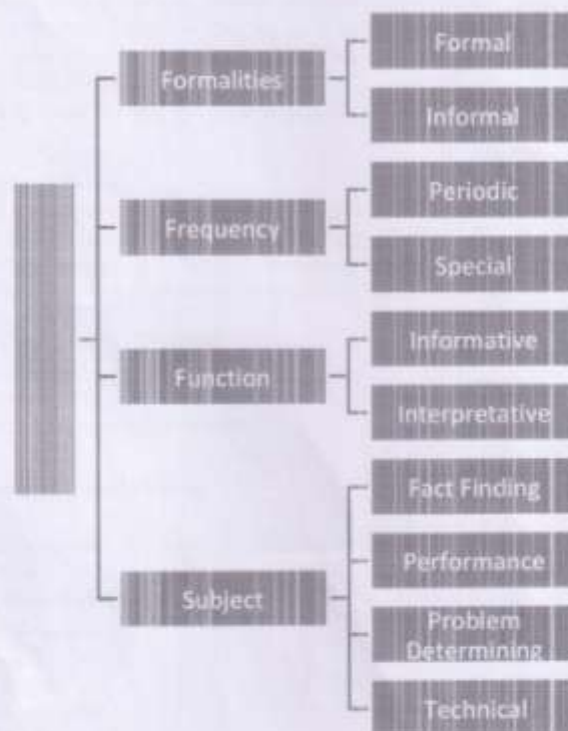 Formalities
Formal
Informal
Frequency
Periodic
Special
Function
Informative
Interpretative
Subject
Fact Finding
Performance
Problem
Determining
Technical